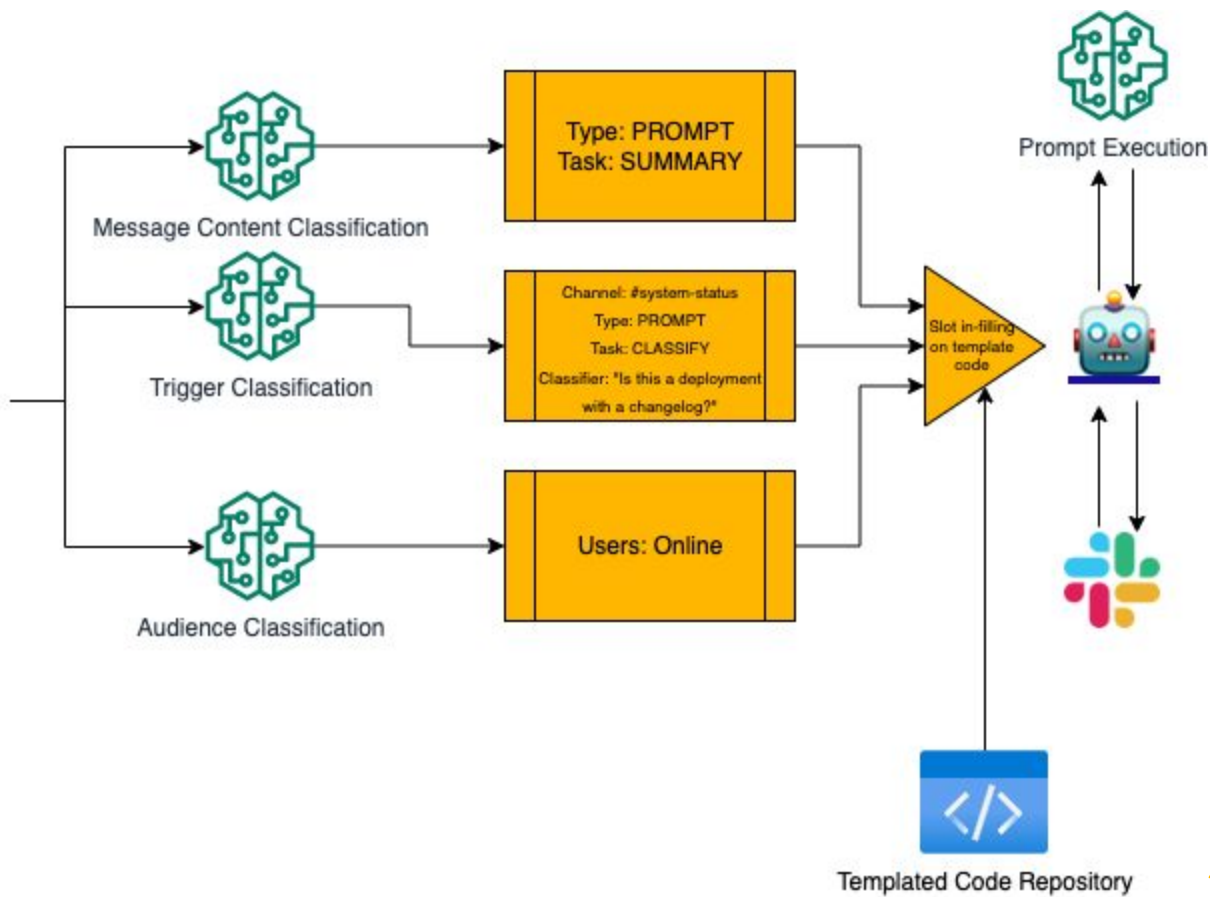 Prompt Execution
Type: PROMPT
Task: SUMMARY
Message Content Classification
Channel: #system-status
Type: PROMPT
Task: CLASSIFY
Classifier: "Is this a deployment
with a changelog?"
Trigger Classification
Slot in-filling
on template
code
Users: Online
Audience Classification
Templated Code Repository